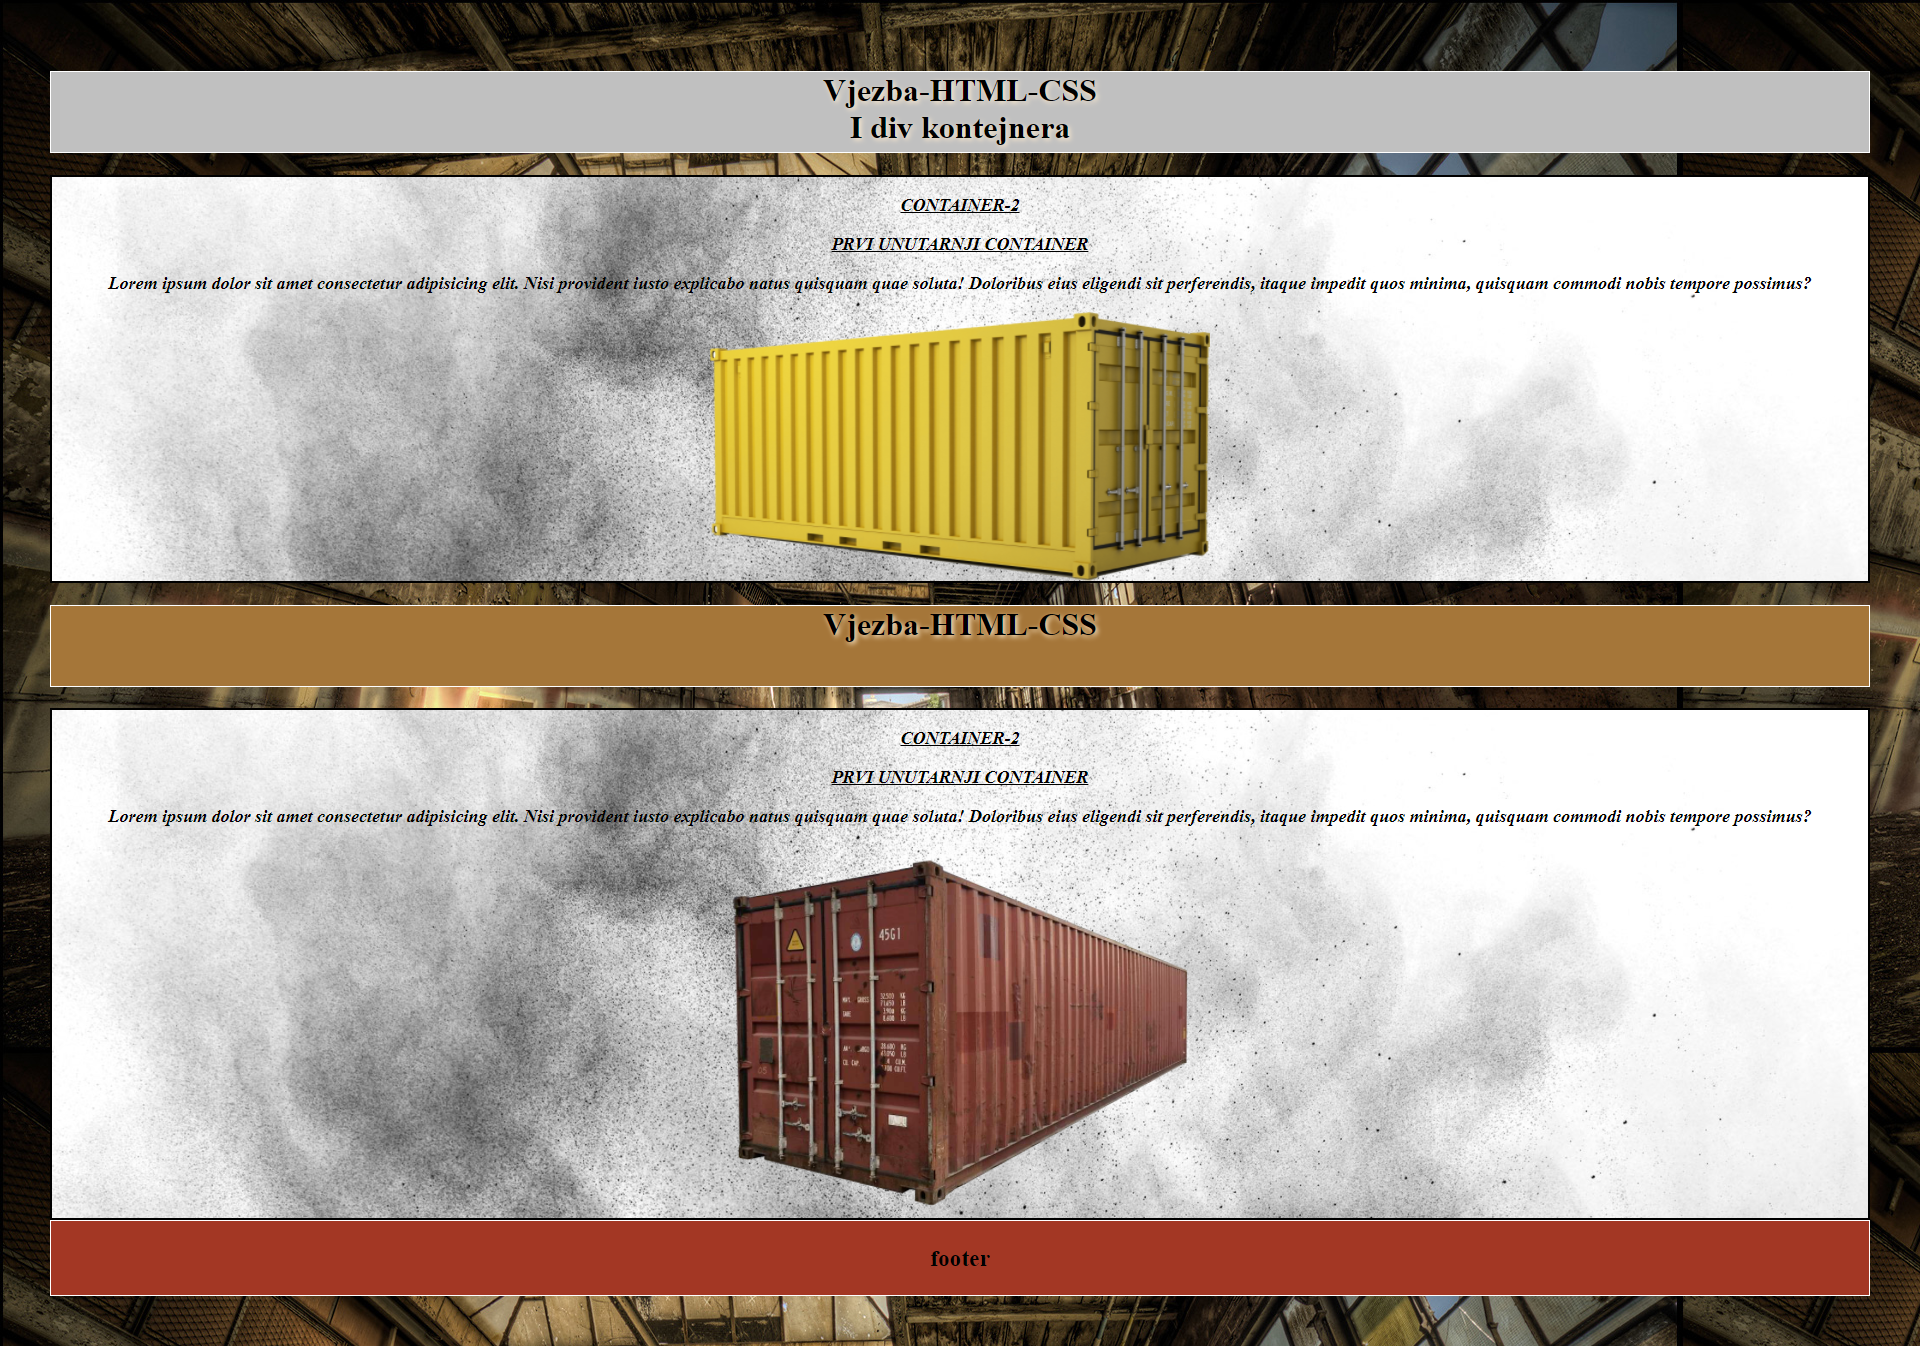 Vjezba-HTML-CSS
I div kontejnera
CONTAINER-2
PRVI UNUTARNJI CONTAINER
Lorem ipsum dolor sit amet consectetur adipisicing elit. Nisi provident iusto explicabo natus quisquam quae soluta! Doloribus eius eligendi sit perferendis, itaque impedit quos minima, quisquam commodi nobis tempore possimus?
Vjezba-HTML-CSS
CONTAINER-2
PRVI UNUTARNJI CONTAINER
Lorem ipsum dolor sit amet consectetur adipisicing elit. Nisi provident iusto explicabo natus quisquam quae soluta! Doloribus eius eligendi sit perferendis, itaque impedit quos minima, quisquam commodi nobis tempore possimus?
45G1
footer